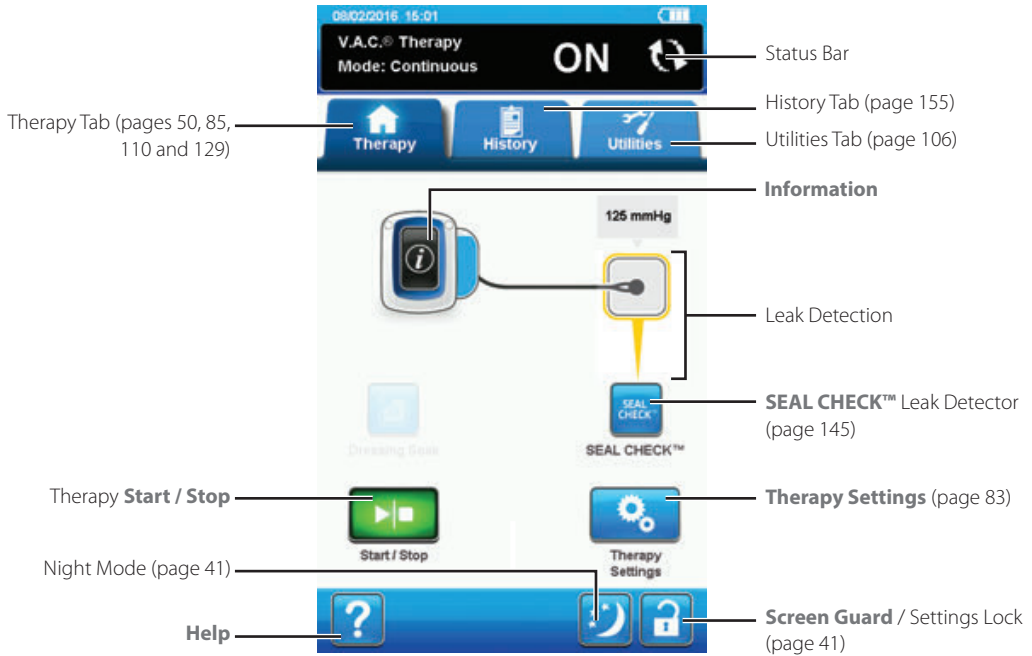 08/02/2016 15:01
V.A.C.® Therapy
Mode: Continuous
ON
Status Bar
History Tab (page 155)
Therapy Tab (pages 50, 85,
110 and 129)
Therapy
History
Utilities
Utilities Tab (page 106)
Information
125 mmHg
i
Leak Detection
SEAL
CHECK™
SEAL CHECK™ Leak Detector
(page 145)
Dressing Soak
SEAL CHECK™
Therapy Start / Stop
Therapy Settings (page 83)
Start / Stop
Therapy
Settings
Night Mode (page 41)
?
Help
Screen Guard / Settings Lock
(page 41)